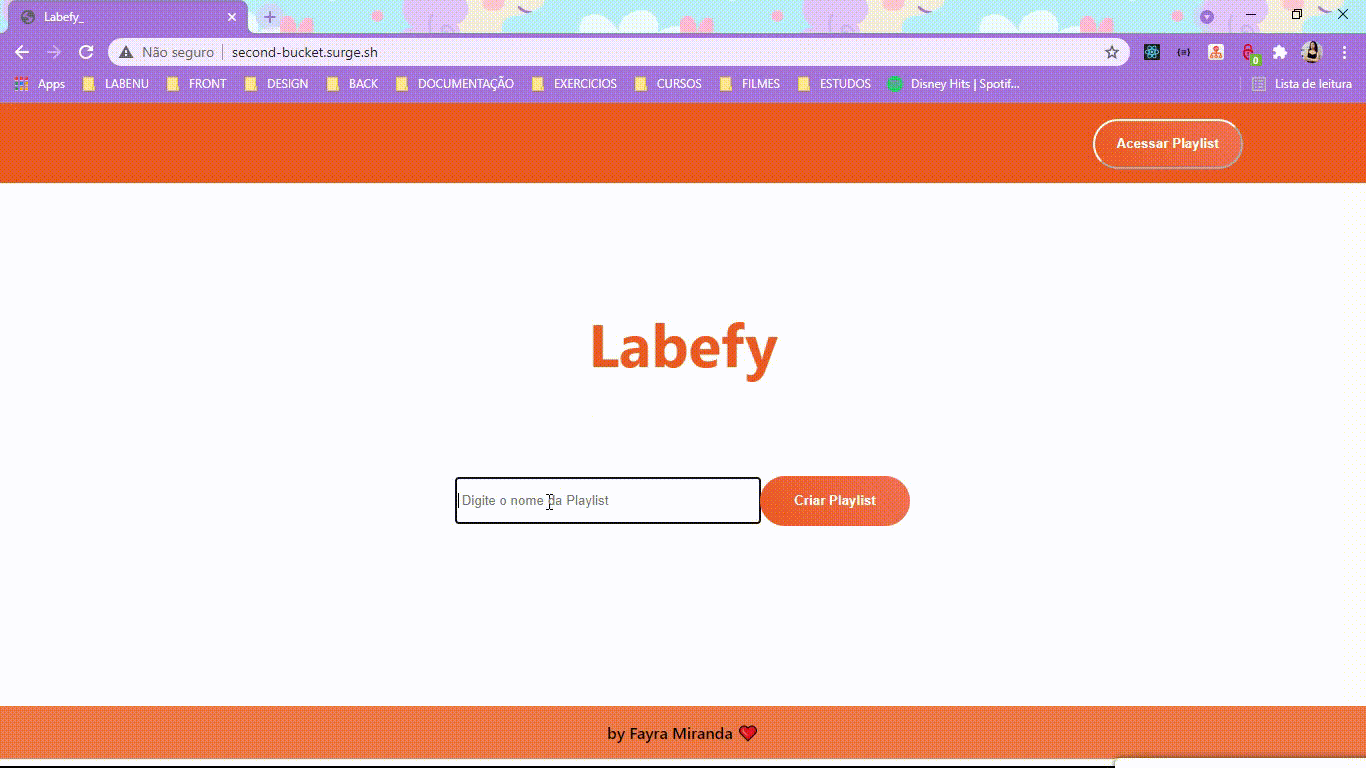 Labefy_
Não seguro second-bucket.surge.sh
Apps LABENU FRONT DESIGN BACK DOCUMENTAÇÃO EXERCICIOS CURSOS FILMES ESTUDOS Disney Hits | Spotif... Lista de leitura
Acessar Playlist
Labefy
Digite o nome da Playlist Criar Playlist
by Fayra Miranda ❤️